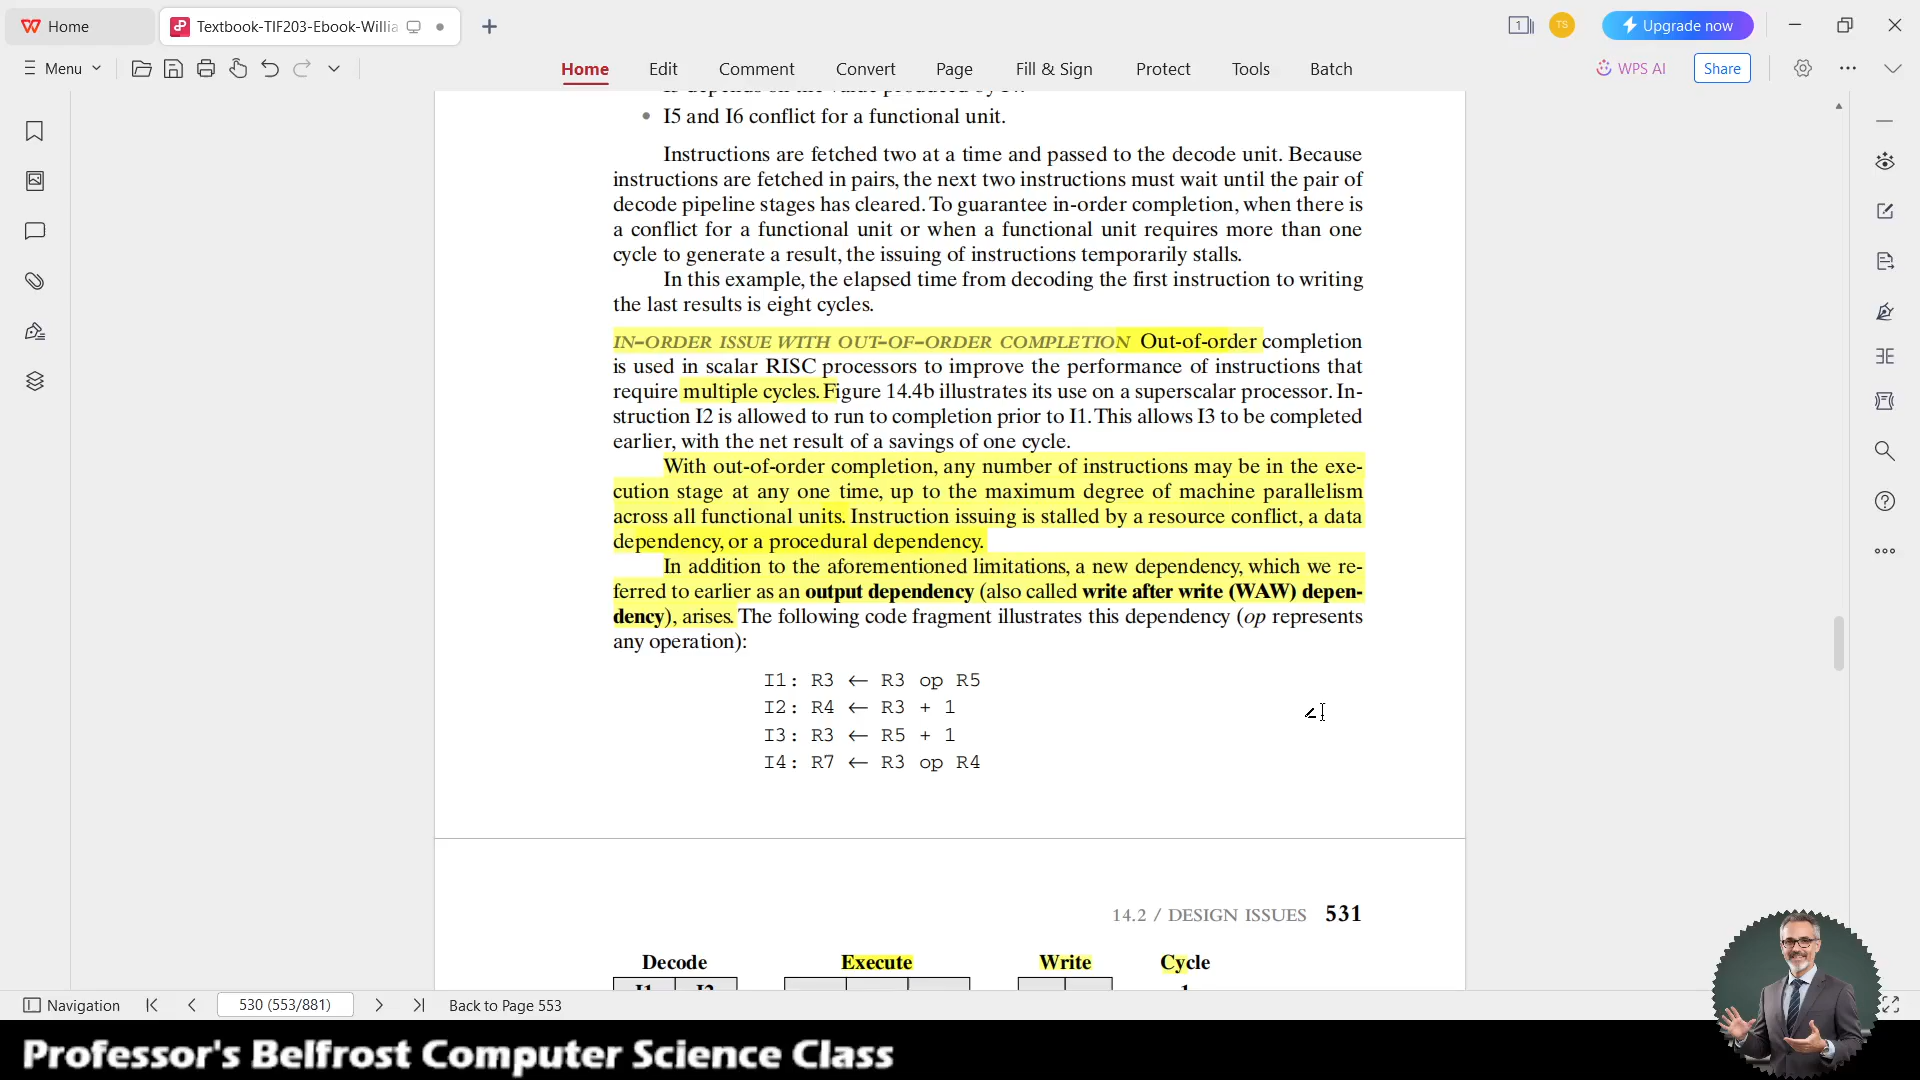 Home
Textbook-TIF203-Ebook-Willia
1
TS
Upgrade now
Menu
Home Edit Comment Convert Page Fill & Sign Protect Tools Batch
WPS AI
Share
• I5 and I6 conflict for a functional unit.
Instructions are fetched two at a time and passed to the decode unit. Because
instructions are fetched in pairs, the next two instructions must wait until the pair of
decode pipeline stages has cleared. To guarantee in-order completion, when there is
a conflict for a functional unit or when a functional unit requires more than one
cycle to generate a result, the issuing of instructions temporarily stalls.
In this example, the elapsed time from decoding the first instruction to writing
the last results is eight cycles.
IN-ORDER ISSUE WITH OUT-OF-ORDER COMPLETION Out-of-order completion
is used in scalar RISC processors to improve the performance of instructions that
require multiple cycles. Figure 14.4b illustrates its use on a superscalar processor. In-
struction I2 is allowed to run to completion prior to I1. This allows I3 to be completed
earlier, with the net result of a savings of one cycle.
With out-of-order completion, any number of instructions may be in the exe-
cution stage at any one time, up to the maximum degree of machine parallelism
across all functional units. Instruction issuing is stalled by a resource conflict, a data
dependency, or a procedural dependency.
In addition to the aforementioned limitations, a new dependency, which we re-
ferred to earlier as an output dependency (also called write after write (WAW) depen-
dency), arises. The following code fragment illustrates this dependency (op represents
any operation):
I1: R3 ← R3 op R5
I2: R4 ← R3 + 1
I3: R3 ← R5 + 1
I4: R7 ← R3 op R4
14.2 / DESIGN ISSUES 531
Decode Execute Write Cycle
I1 I2 1
Navigation
530 (553/881)
Back to Page 553
Professor's Belfrost Computer Science Class